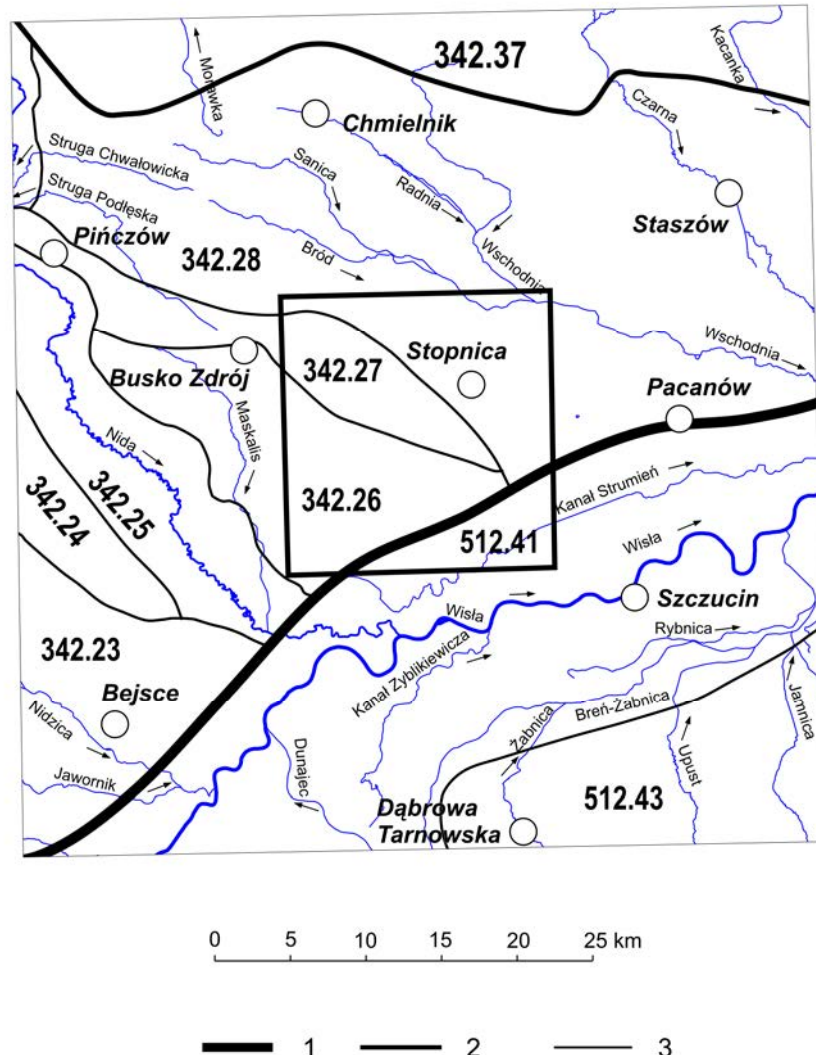 342.37
Morawka
Kacanka
Chmielnik
Czarna
Struga Chwałowicka
Sanica
Radnia
Struga Podłęska
Staszów
Pińczów
342.28
Bród
Wschodnia
Stopnica
Wschodnia
342.27
Busko Zdrój
Pacanów
Maskalis
Nida
342.26
Kanał Strumień
342.25
342.24
512.41
Wisła
Szczucin
Wisła
Rybnica
342.23
Kanał Żyblikiewicza
Bejsce
Breń-Żabnica
Żabnica
Jamnica
Nidzica
Dunajec
Upust
Jawornik
512.43
Dąbrowa
Tarnowska
0 5 10 15 20 25 km
1 2 3